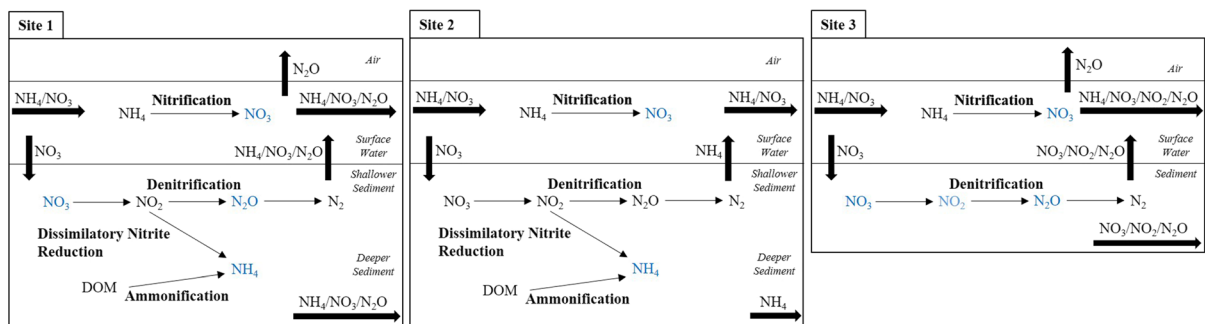 Site 1
Air
N₂O
NH₄/NO₃
Nitrification
NH₄/NO₃/N₂O
NH₄
NO₃
NO₃
NH₄/NO₃/N₂O
Surface
Water
Shallower
Sediment
Denitrification
NO₃
NO₂
N₂O
N₂
Dissimilatory Nitrite
Reduction
NH₄
Deeper
Sediment
DOM
Ammonification
NH₄/NO₃/N₂O
Site 2
Air
NH₄/NO₃
Nitrification
NH₄/NO₃
NH₄
NO₃
NO₃
NH₄
Surface
Water
Shallower
Sediment
Denitrification
NO₃
NO₂
N₂O
N₂
Dissimilatory Nitrite
Reduction
NH₄
Deeper
Sediment
DOM
Ammonification
NH₄
Site 3
N₂O
Air
NH₄/NO₃
Nitrification
NH₄/NO₃/NO₂/N₂O
NH₄
NO₃
NO₃
NO₃/NO₂/N₂O
Surface
Water
Sediment
Denitrification
NO₃
NO₂
N₂O
N₂
NO₃/NO₂/N₂O